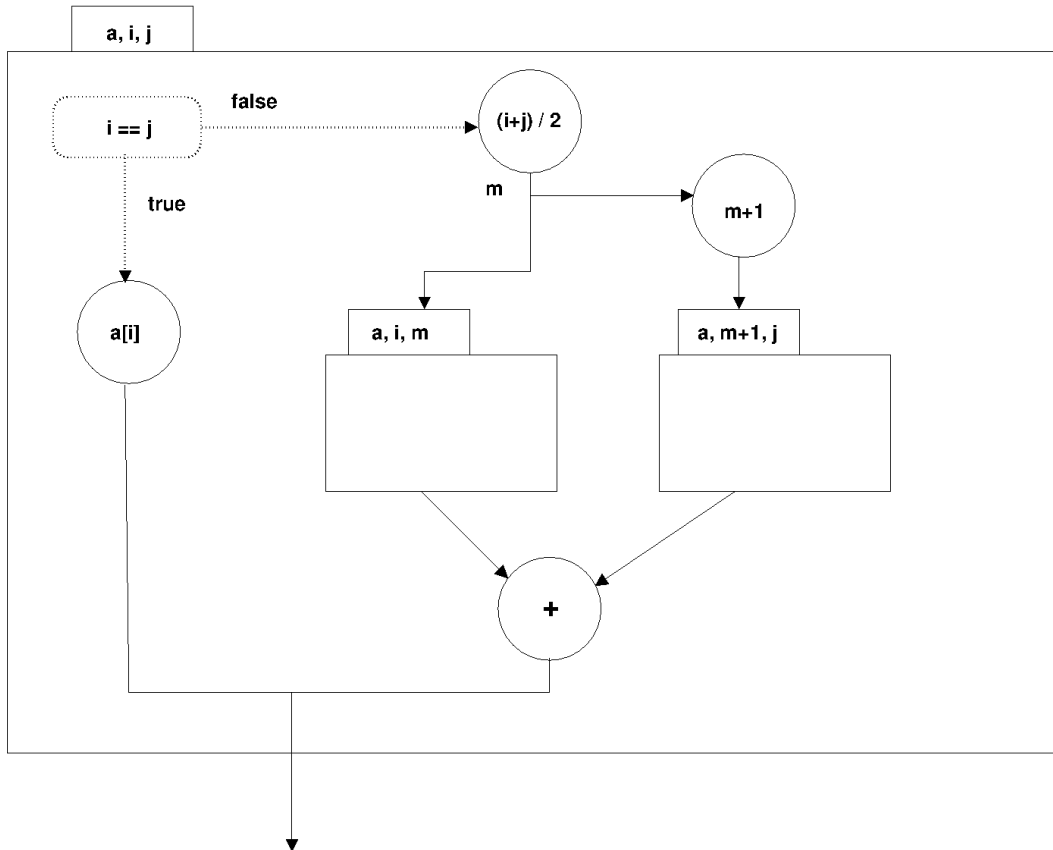 a, i, j
i == j
false
(i+j) / 2
m
m+1
true
a[i]
a, i, m
a, m+1, j
+